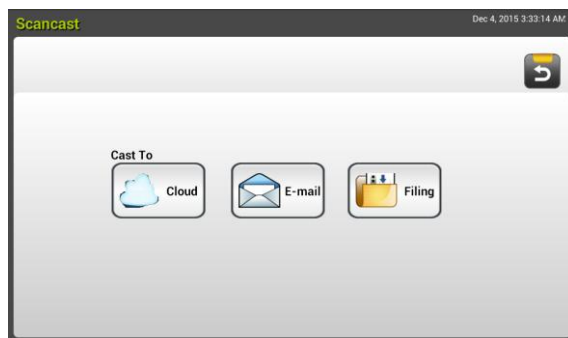 Scancast
Dec 4, 2015 3:33:14 AM
Cast To
Cloud
E-mail
Filing